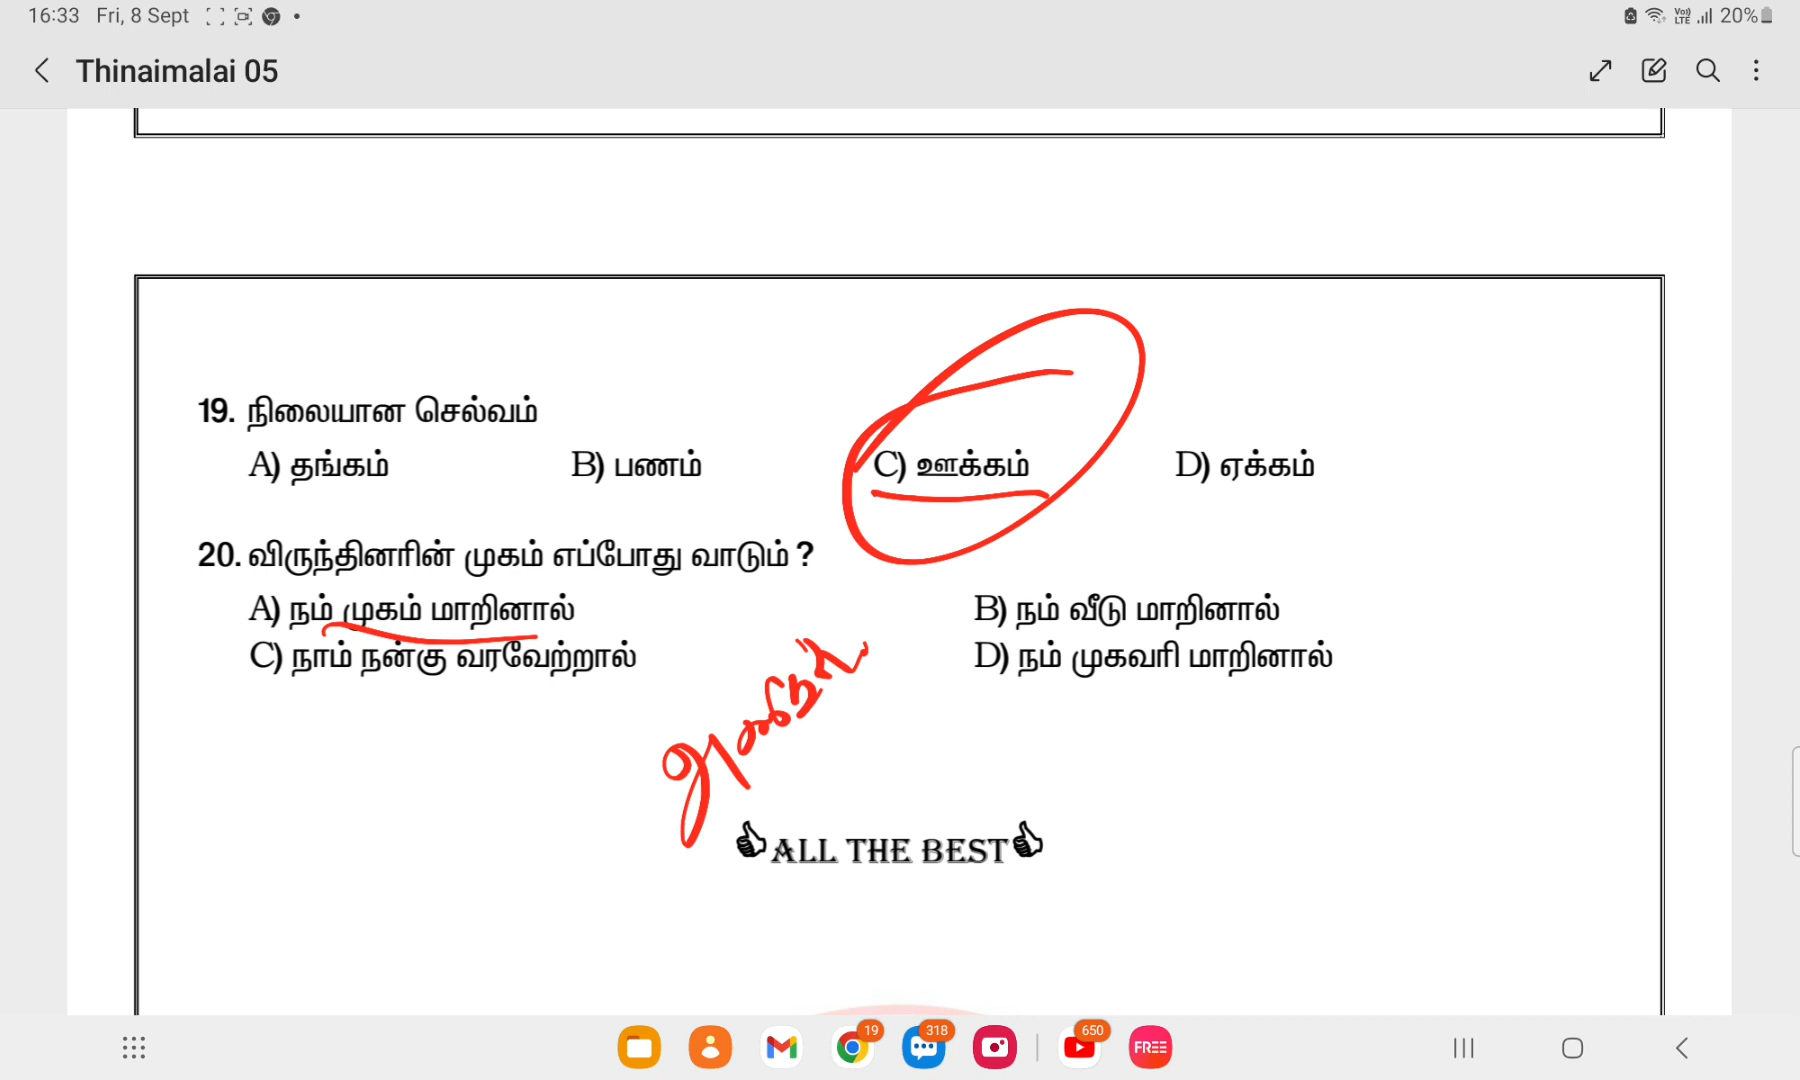 16:33 Fri, 8 Sept
20%
Thinaimalai 05
19. நிலையான செல்வம்
A) தங்கம் B) பணம் C) ஊக்கம் D) ஏக்கம்
20. விருந்தினரின் முகம் எப்போது வாடும் ?
A) நம் முகம் மாறினால் B) நம் வீடு மாறினால்
C) நாம் நன்கு வரவேற்றால் D) நம் முகவரி மாறினால்
ALL THE BEST
19 318 650
FREE